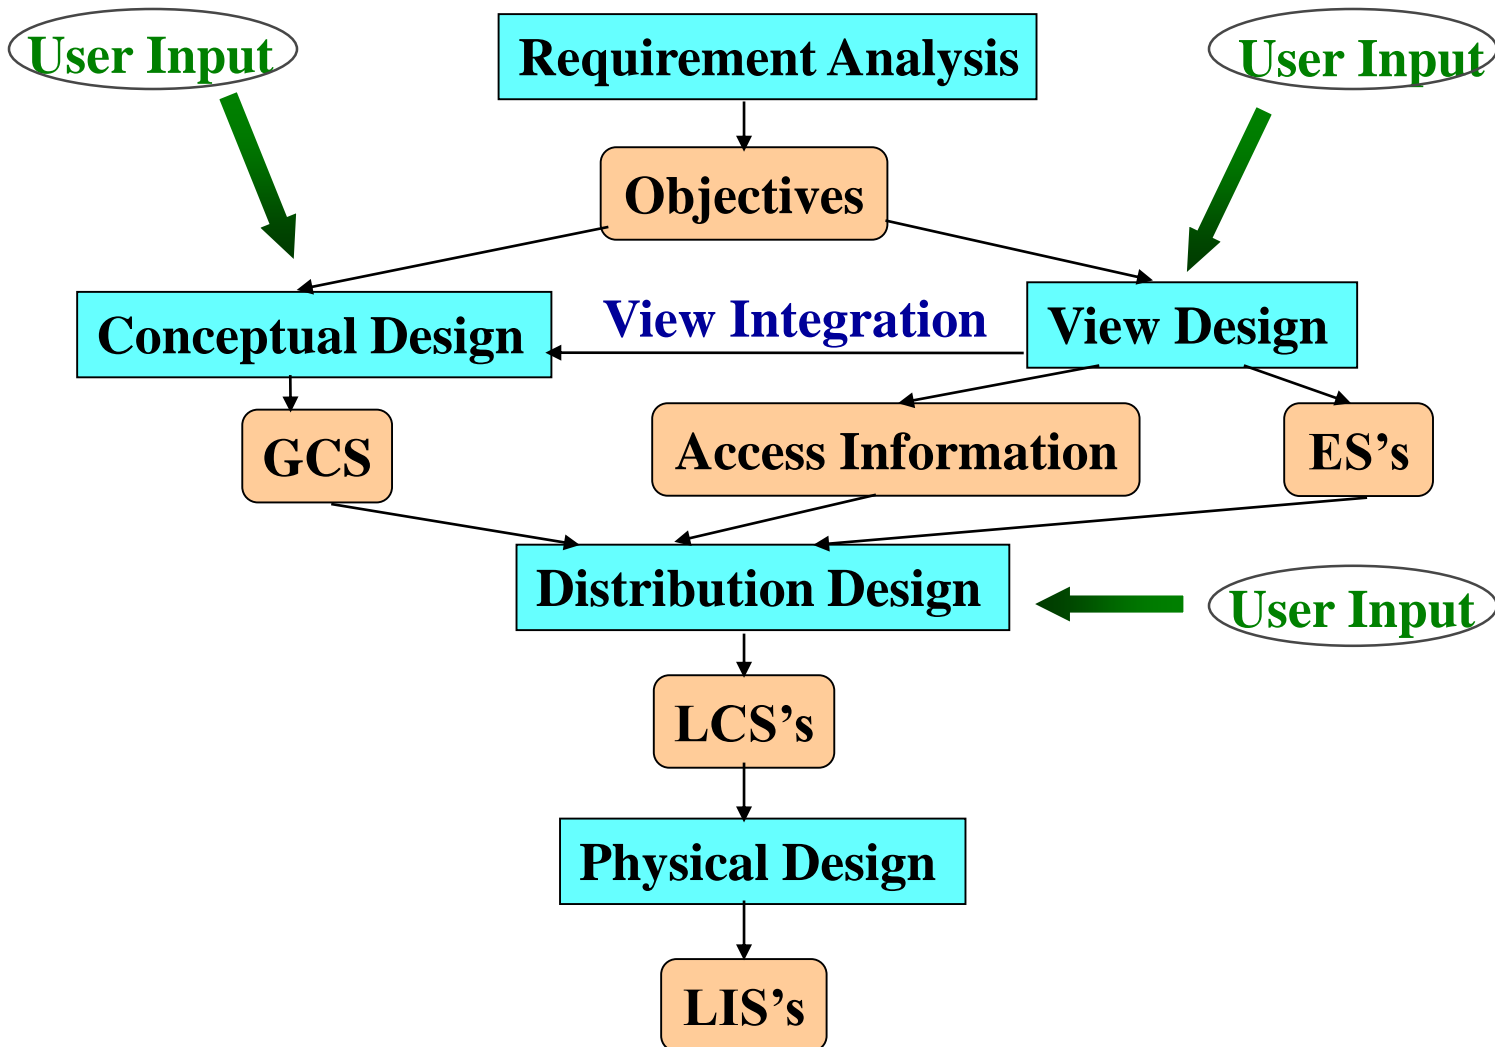 User Input
Requirement Analysis
User Input
Objectives
Conceptual Design
View Integration
View Design
GCS
Access Information
ES’s
Distribution Design
User Input
LCS’s
Physical Design
LIS’s